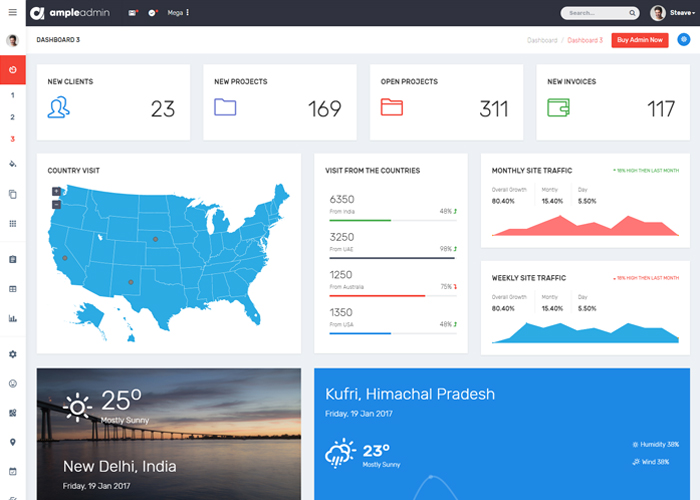 ampleadmin
Mega
Search...
Steave
DASHBOARD 3
Dashboard / Dashboard 3
Buy Admin Now
1
2
3
NEW CLIENTS
23
NEW PROJECTS
169
OPEN PROJECTS
311
NEW INVOICES
117
COUNTRY VISIT
+
−
VISIT FROM THE COUNTRIES
6350
From India 48%
3250
From UAE 98%
1250
From Australia 75%
1350
From USA 48%
MONTHLY SITE TRAFFIC
18% HIGH THEN LAST MONTH
Overall Growth Montly Day
80.40% 15.40% 5.50%
WEEKLY SITE TRAFFIC
18% HIGH THEN LAST MONTH
Overall Growth Montly Day
80.40% 15.40% 5.50%
25°
Mostly Sunny
New Delhi, India
Friday, 19 Jan 2017
Kufri, Himachal Pradesh
Friday, 19 Jan 2017
23°
Mostly Sunny
Humidity 38%
Wind 38%